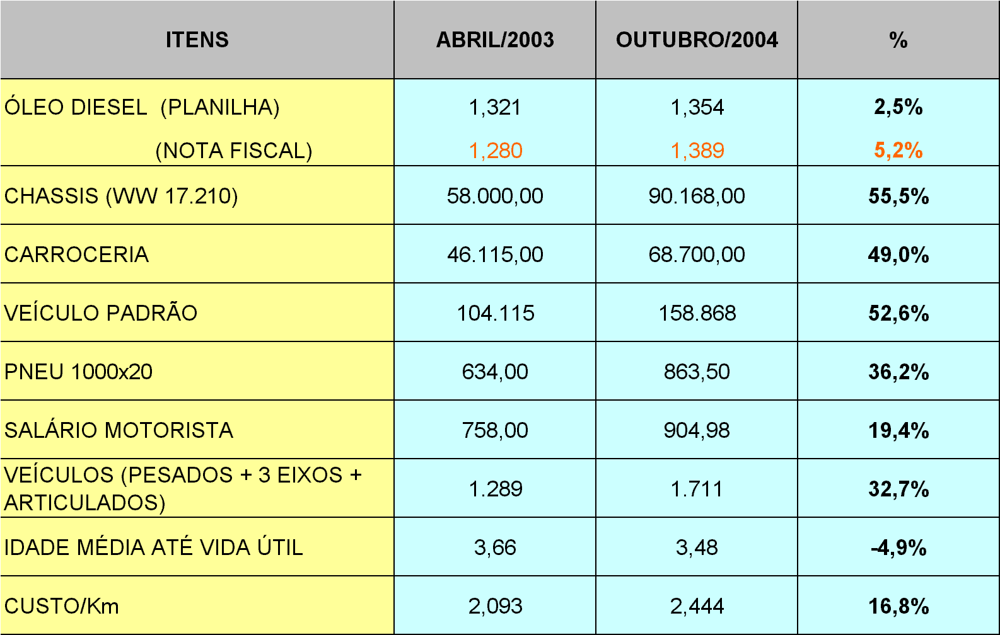 ITENS ABRIL/2003 OUTUBRO/2004 %
ÓLEO DIESEL (PLANILHA) 1,321 1,354 2,5%
(NOTA FISCAL) 1,280 1,389 5,2%
CHASSIS (WW 17.210) 58.000,00 90.168,00 55,5%
CARROCERIA 46.115,00 68.700,00 49,0%
VEÍCULO PADRÃO 104.115 158.868 52,6%
PNEU 1000x20 634,00 863,50 36,2%
SALÁRIO MOTORISTA 758,00 904,98 19,4%
VEÍCULOS (PESADOS + 3 EIXOS +
ARTICULADOS) 1.289 1.711 32,7%
IDADE MÉDIA ATÉ VIDA ÚTIL 3,66 3,48 -4,9%
CUSTO/Km 2,093 2,444 16,8%